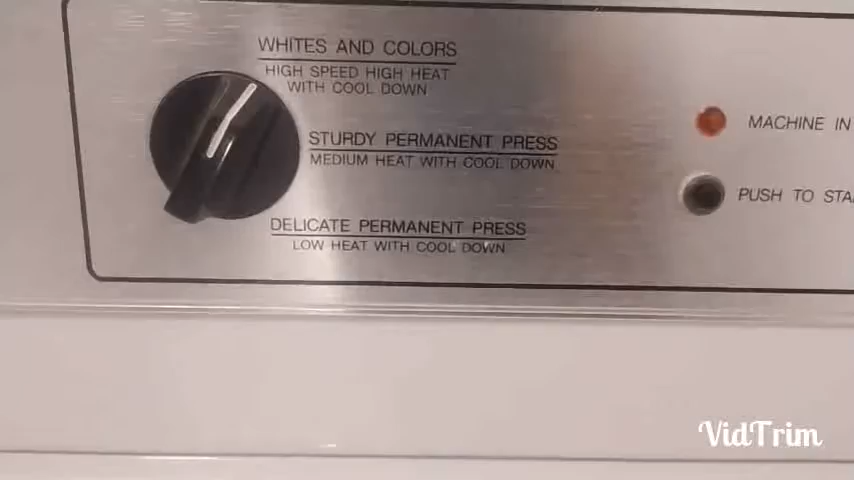 WHITES AND COLORS
HIGH SPEED HIGH HEAT
WITH COOL DOWN
STURDY PERMANENT PRESS
MEDIUM HEAT WITH COOL DOWN
DELICATE PERMANENT PRESS
LOW HEAT WITH COOL DOWN
MACHINE IN
PUSH TO STA
VidTrim